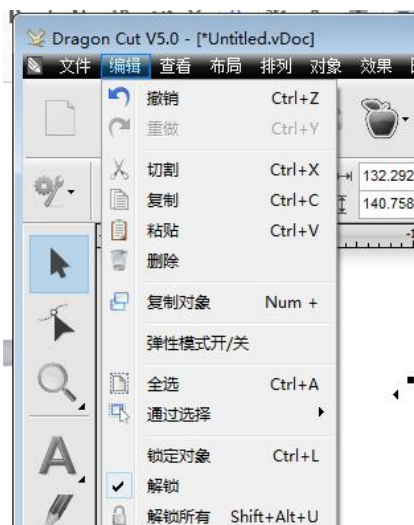 Dragon Cut V5.0 - [*Untitled.vDoc]
文件 编辑 查看 布局 排列 对象 效果
撤销 Ctrl+Z
重做 Ctrl+Y
切割 Ctrl+X
132.292
复制 Ctrl+C
140.758
粘贴 Ctrl+V
删除
复制对象 Num +
弹性模式开/关
全选 Ctrl+A
通过选择
锁定对象 Ctrl+L
解锁
解锁所有 Shift+Alt+U